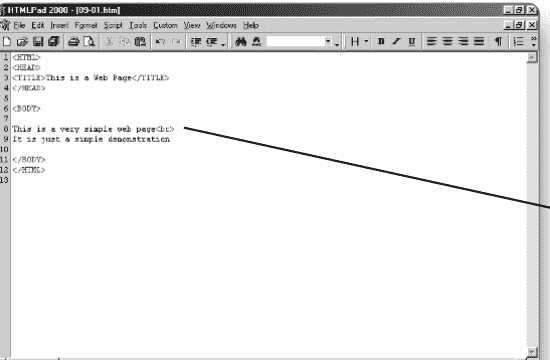 HTMLPad 2000 - [09-01.htm]
File Edit Insert Format Script Tools Custom View Windows Help
H B I U ¶
1 <HTML>
2 <HEAD>
3 <TITLE>This is a Web Page</TITLE>
4 </HEAD>
5
6 <BODY>
7
8 This is a very simple web page<br>
9 It is just a simple demonstration
10
11 </BODY>
12 </HTML>
13